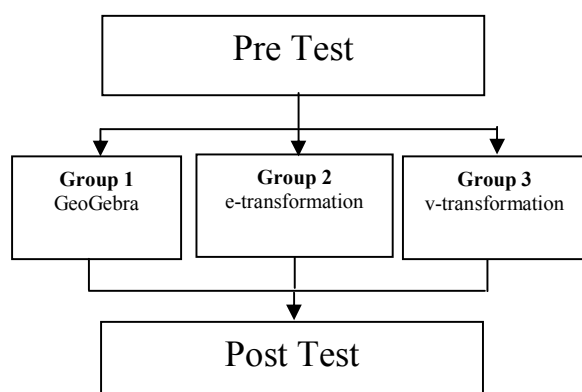 Pre Test
Group 1
GeoGebra
Group 2
e-transformation
Group 3
v-transformation
Post Test